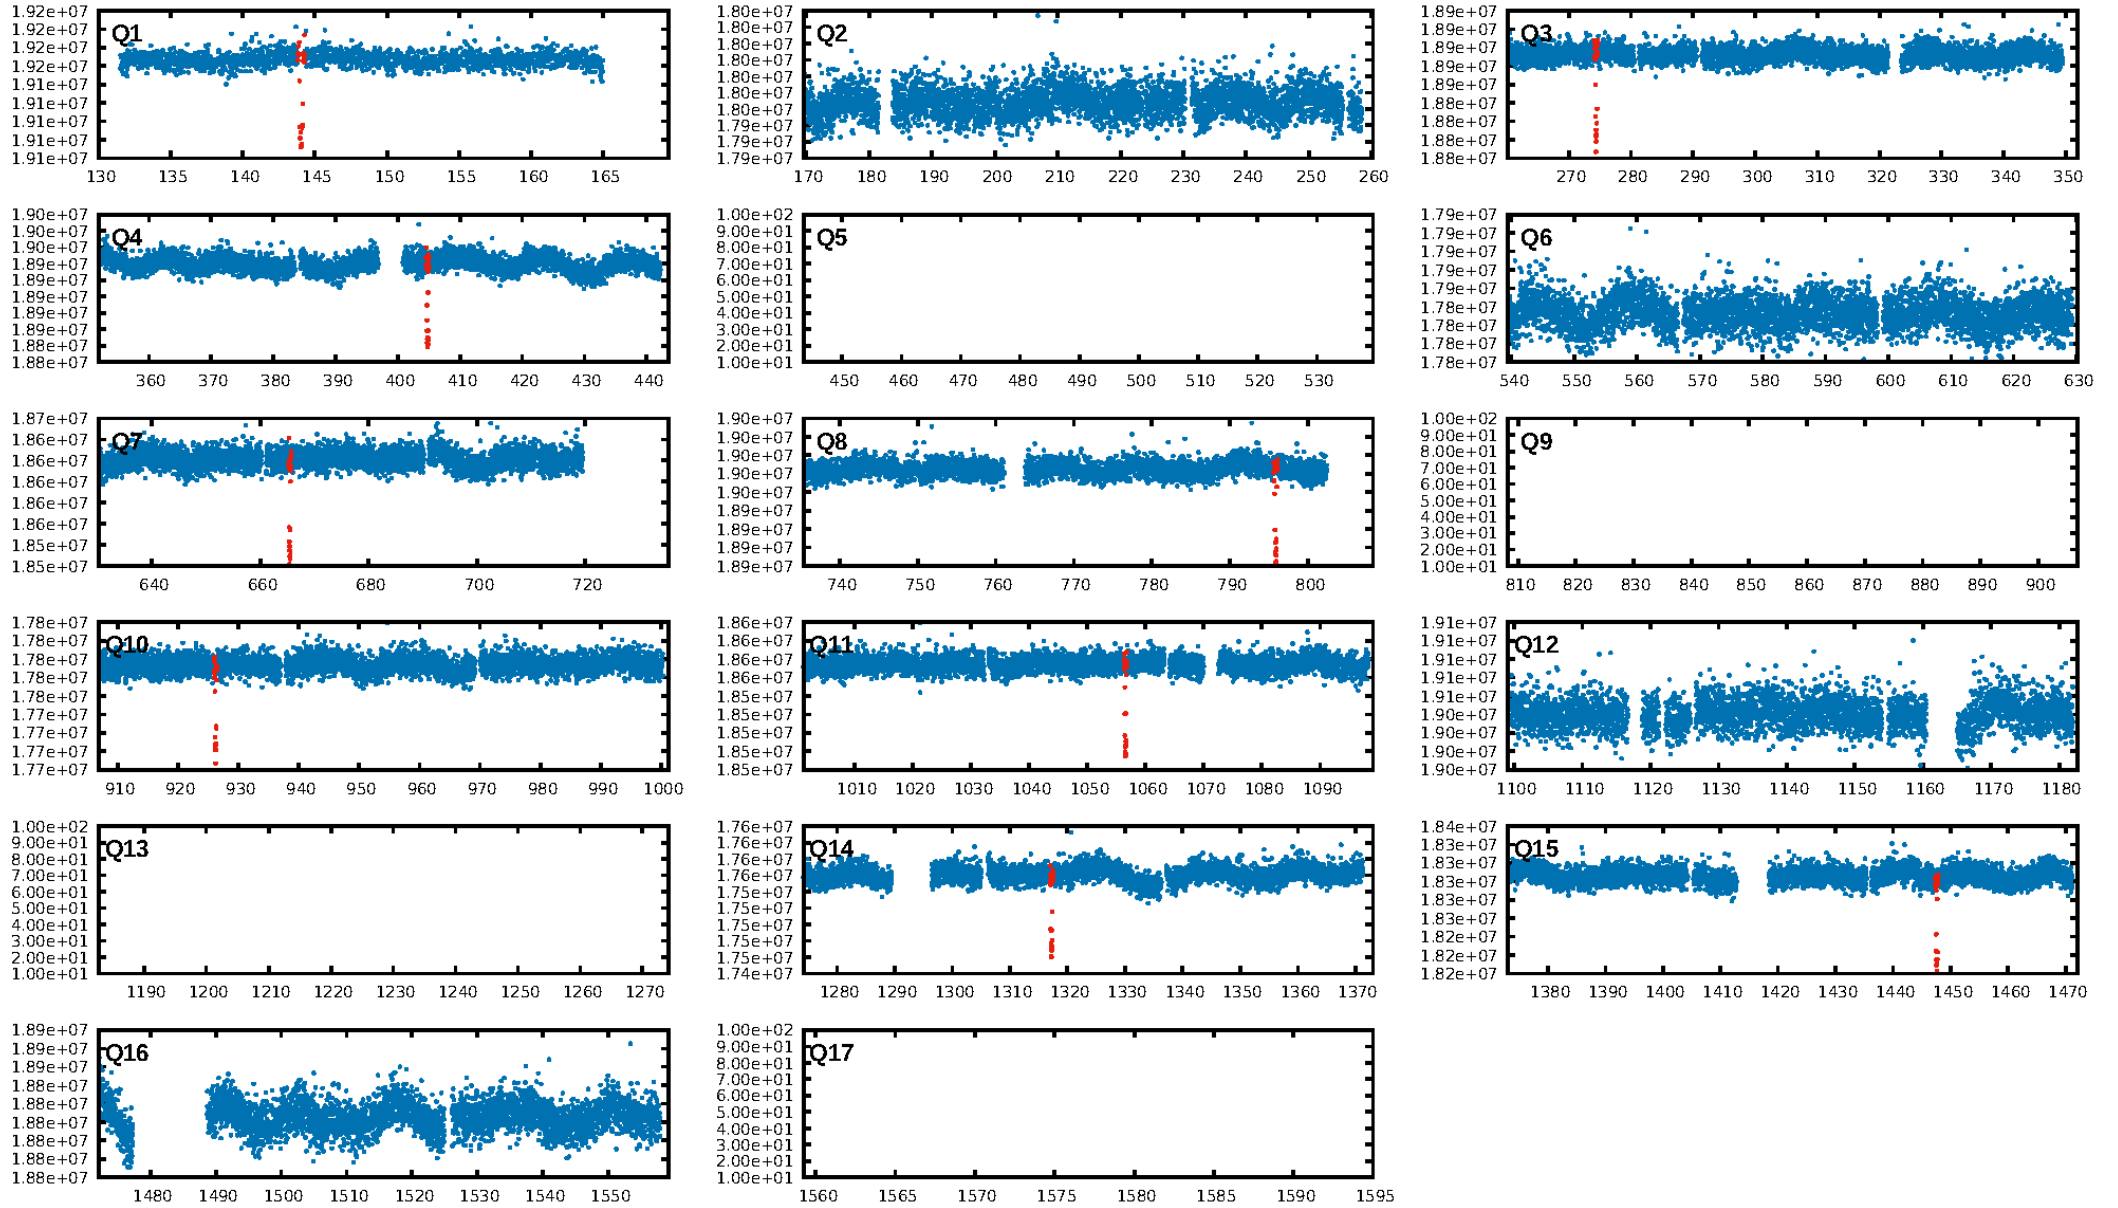 1.92e+07
1.92e+07
1.92e+07
1.92e+07
1.91e+07
1.91e+07
1.91e+07
1.91e+07
1.91e+07
Q1
130 135 140 145 150 155 160 165
1.80e+07
1.80e+07
1.80e+07
1.80e+07
1.80e+07
1.80e+07
1.80e+07
1.79e+07
1.79e+07
1.79e+07
Q2
170 180 190 200 210 220 230 240 250 260
1.89e+07
1.89e+07
1.89e+07
1.89e+07
1.89e+07
1.88e+07
1.88e+07
1.88e+07
1.88e+07
Q3
270 280 290 300 310 320 330 340 350
1.90e+07
1.90e+07
1.90e+07
1.89e+07
1.89e+07
1.89e+07
1.89e+07
1.89e+07
1.88e+07
1.88e+07
Q4
360 370 380 390 400 410 420 430 440
1.00e+02
9.00e+01
8.00e+01
7.00e+01
6.00e+01
5.00e+01
4.00e+01
3.00e+01
2.00e+01
1.00e+01
Q5
450 460 470 480 490 500 510 520 530
1.79e+07
1.79e+07
1.79e+07
1.79e+07
1.79e+07
1.78e+07
1.78e+07
1.78e+07
1.78e+07
Q6
540 550 560 570 580 590 600 610 620 630
1.87e+07
1.86e+07
1.86e+07
1.86e+07
1.86e+07
1.86e+07
1.85e+07
1.85e+07
Q7
640 660 680 700 720
1.90e+07
1.90e+07
1.90e+07
1.90e+07
1.90e+07
1.89e+07
1.89e+07
1.89e+07
1.89e+07
Q8
740 750 760 770 780 790 800
1.00e+02
9.00e+01
8.00e+01
7.00e+01
6.00e+01
5.00e+01
4.00e+01
3.00e+01
2.00e+01
1.00e+01
Q9
810 820 830 840 850 860 870 880 890 900
1.78e+07
1.78e+07
1.78e+07
1.78e+07
1.78e+07
1.77e+07
1.77e+07
1.77e+07
1.77e+07
Q10
910 920 930 940 950 960 970 980 990 1000
1.86e+07
1.86e+07
1.86e+07
1.86e+07
1.85e+07
1.85e+07
1.85e+07
1.85e+07
1.85e+07
Q11
1010 1020 1030 1040 1050 1060 1070 1080 1090
1.91e+07
1.91e+07
1.91e+07
1.91e+07
1.91e+07
1.90e+07
1.90e+07
1.90e+07
1.90e+07
Q12
1100 1110 1120 1130 1140 1150 1160 1170 1180
1.00e+02
9.00e+01
8.00e+01
7.00e+01
6.00e+01
5.00e+01
4.00e+01
3.00e+01
2.00e+01
1.00e+01
Q13
1190 1200 1210 1220 1230 1240 1250 1260 1270
1.76e+07
1.76e+07
1.76e+07
1.76e+07
1.75e+07
1.75e+07
1.75e+07
1.75e+07
1.75e+07
1.74e+07
Q14
1280 1290 1300 1310 1320 1330 1340 1350 1360 1370
1.84e+07
1.83e+07
1.83e+07
1.83e+07
1.83e+07
1.83e+07
1.82e+07
1.82e+07
1.82e+07
Q15
1380 1390 1400 1410 1420 1430 1440 1450 1460 1470
1.89e+07
1.89e+07
1.89e+07
1.88e+07
1.88e+07
1.88e+07
1.88e+07
1.88e+07
1.88e+07
Q16
1480 1490 1500 1510 1520 1530 1540 1550
1.00e+02
9.00e+01
8.00e+01
7.00e+01
6.00e+01
5.00e+01
4.00e+01
3.00e+01
2.00e+01
1.00e+01
Q17
1560 1565 1570 1575 1580 1585 1590 1595